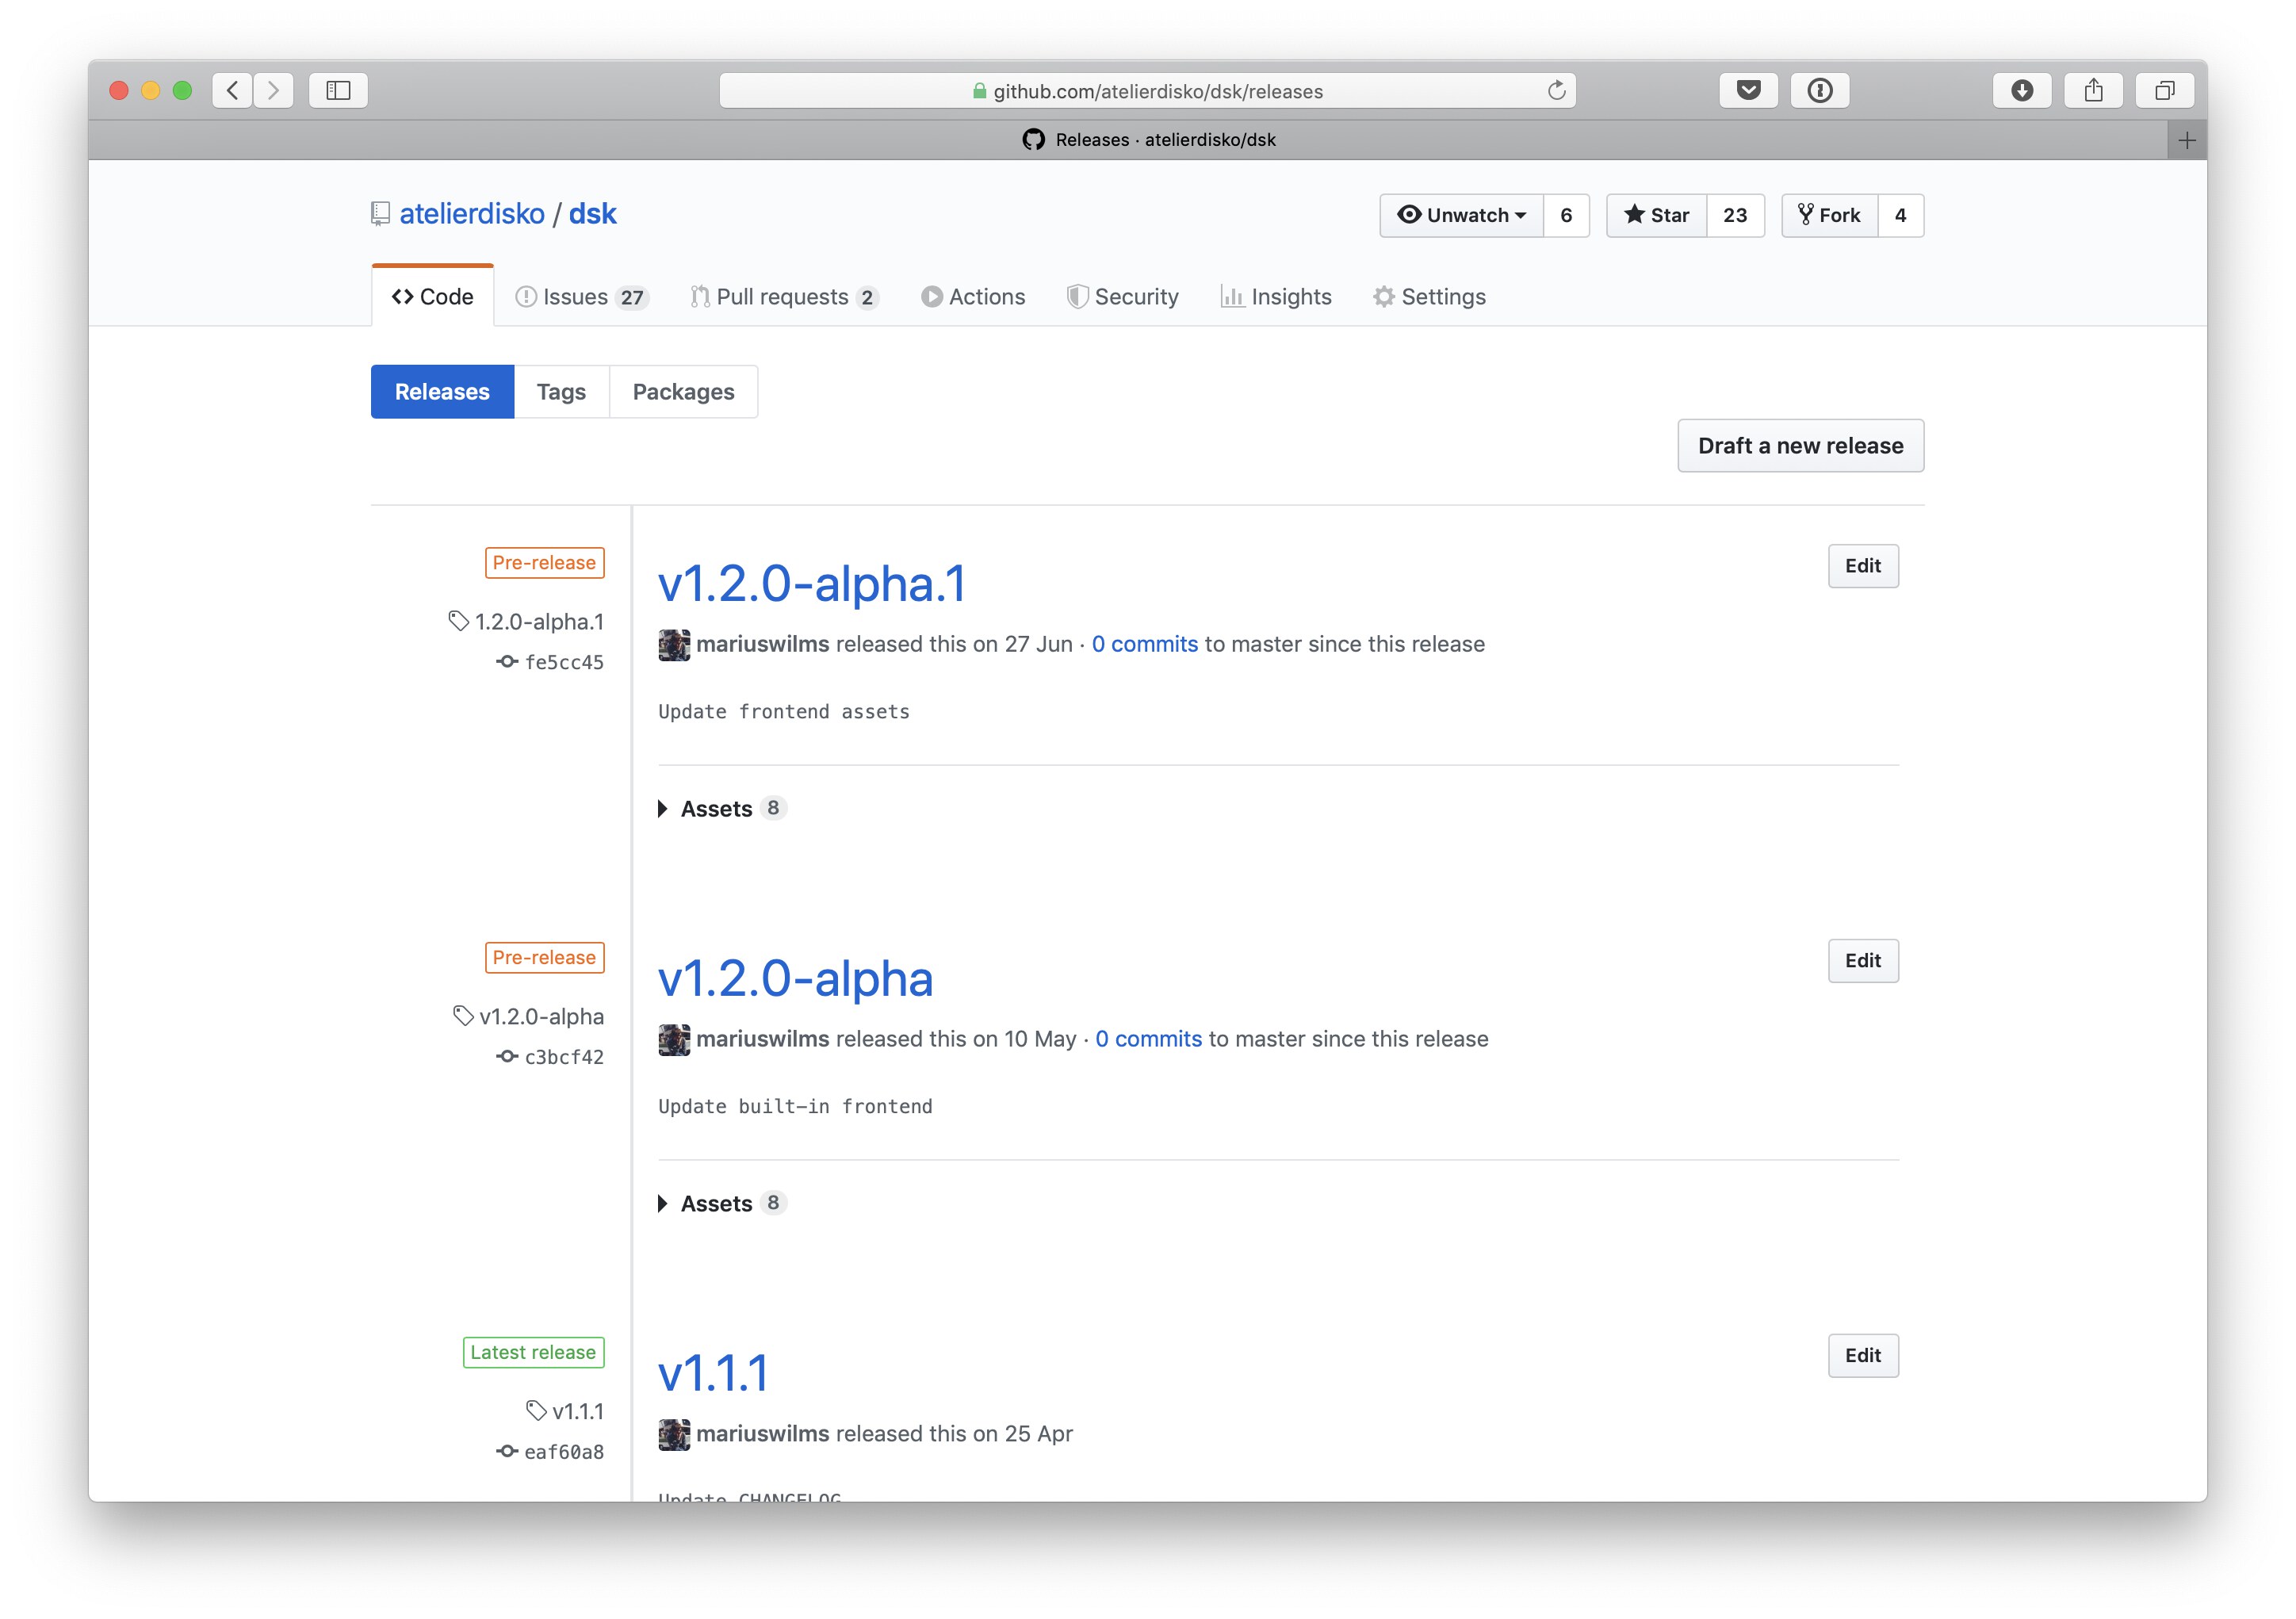 github.com/atelierdisko/dsk/releases
Releases · atelierdisko/dsk
atelierdisko / dsk
Unwatch 6 Star 23 Fork 4
Code Issues 27 Pull requests 2 Actions Security Insights Settings
Releases Tags Packages
Draft a new release
Pre-release
1.2.0-alpha.1
fe5cc45
v1.2.0-alpha.1
Edit
mariuswilms released this on 27 Jun · 0 commits to master since this release
Update frontend assets
Assets 8
Pre-release
v1.2.0-alpha
c3bcf42
v1.2.0-alpha
Edit
mariuswilms released this on 10 May · 0 commits to master since this release
Update built-in frontend
Assets 8
Latest release
v1.1.1
eaf60a8
v1.1.1
Edit
mariuswilms released this on 25 Apr
Update CHANGELOG